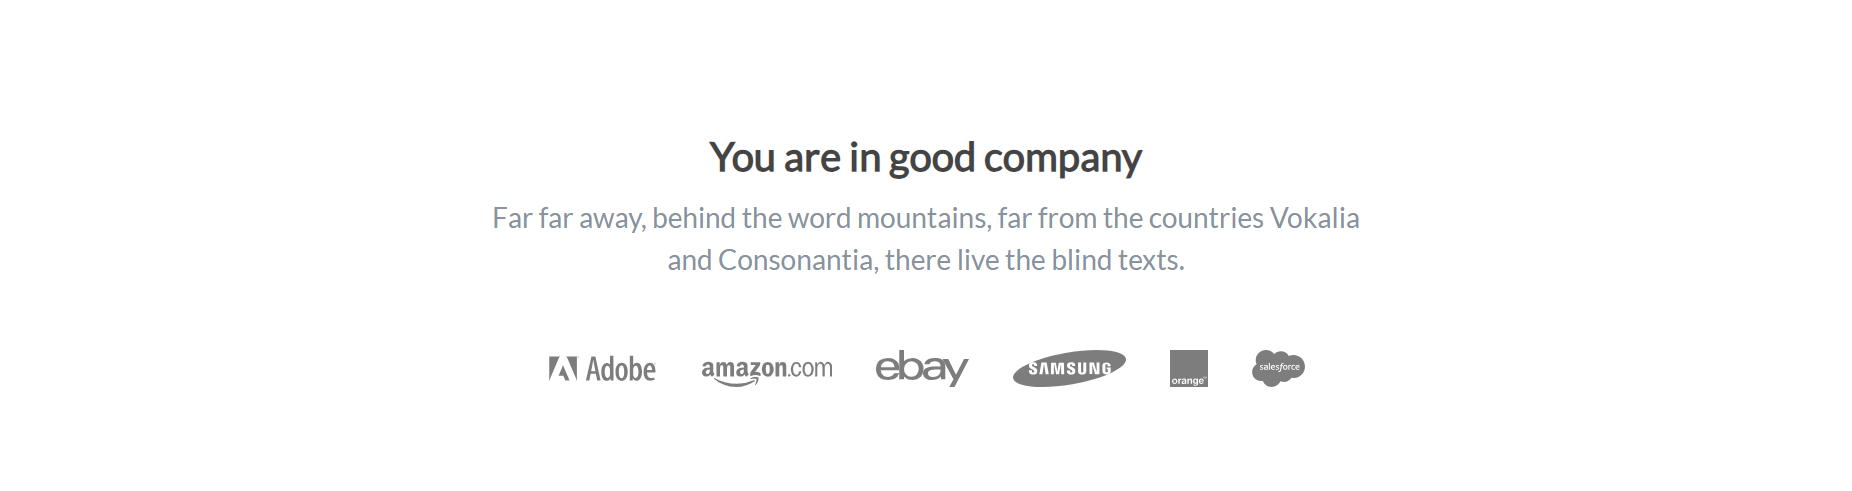 You are in good company
Far far away, behind the word mountains, far from the countries Vokalia
and Consonantia, there live the blind texts.
Adobe amazon.com ebay SAMSUNG orange™ salesforce